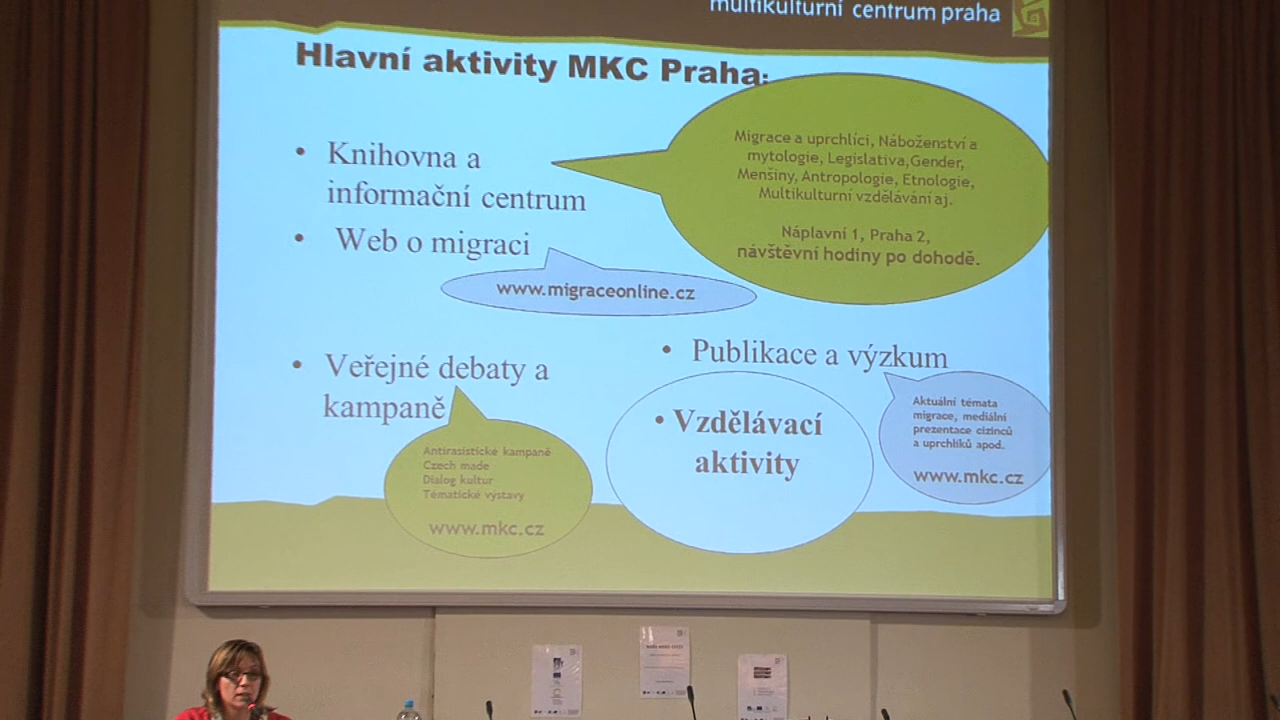 multikulturní centrum praha
Hlavní aktivity MKC Praha:
• Knihovna a
informační centrum
Migrace a uprchlíci, Náboženství a
mytologie, Legislativa,Gender,
Menšiny, Antropologie, Etnologie,
Multikulturní vzdělávání aj.
Náplavní 1, Praha 2,
návštěvní hodiny po dohodě.
• Web o migraci
www.migraceonline.cz
• Veřejné debaty a
kampaně
Antirasistické kampaně
Czech made
Dialog kultur
Tématické výstavy
www.mkc.cz
• Publikace a výzkum
Aktuální témata
migrace, mediální
prezentace cizinců
a uprchlíků apod.
www.mkc.cz
• Vzdělávací
aktivity